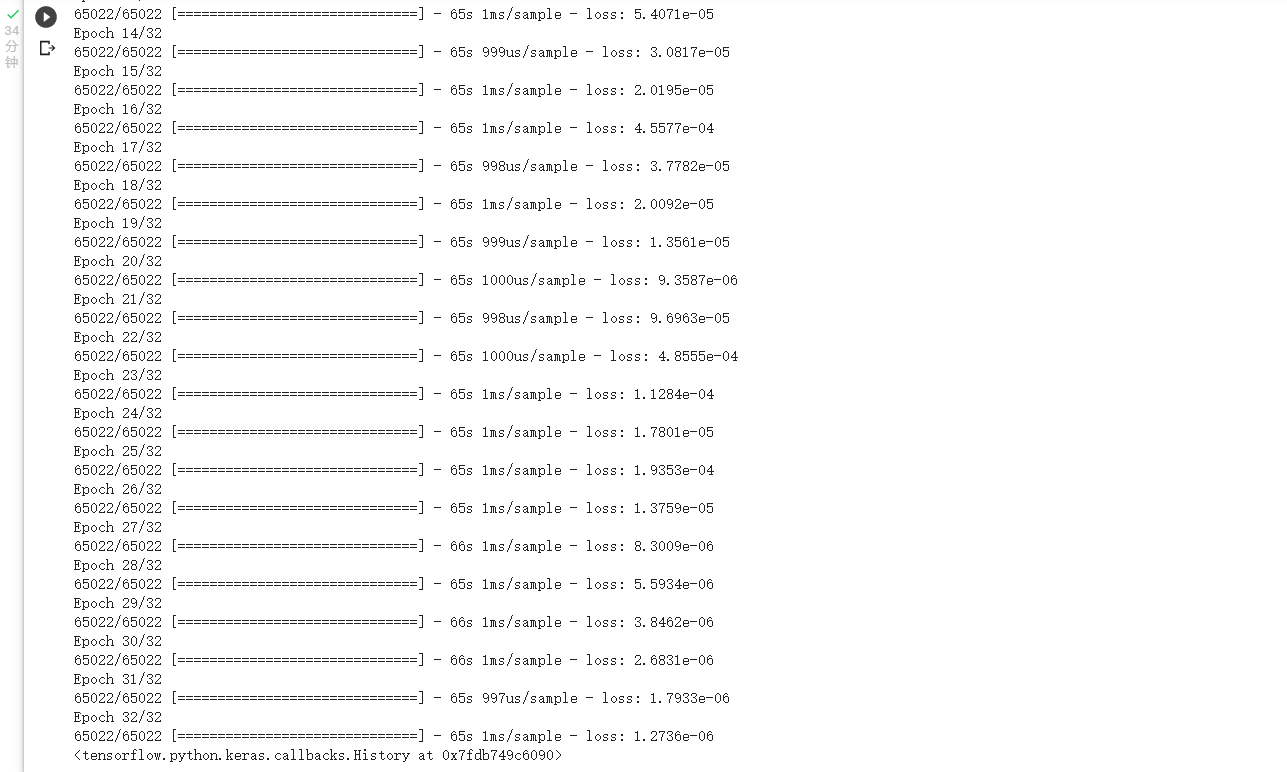 34
分
钟
65022/65022 [==============================] - 65s 1ms/sample - loss: 5.4071e-05
Epoch 14/32
65022/65022 [==============================] - 65s 999us/sample - loss: 3.0817e-05
Epoch 15/32
65022/65022 [==============================] - 65s 1ms/sample - loss: 2.0195e-05
Epoch 16/32
65022/65022 [==============================] - 65s 1ms/sample - loss: 4.5577e-04
Epoch 17/32
65022/65022 [==============================] - 65s 998us/sample - loss: 3.7782e-05
Epoch 18/32
65022/65022 [==============================] - 65s 1ms/sample - loss: 2.0092e-05
Epoch 19/32
65022/65022 [==============================] - 65s 999us/sample - loss: 1.3561e-05
Epoch 20/32
65022/65022 [==============================] - 65s 1000us/sample - loss: 9.3587e-06
Epoch 21/32
65022/65022 [==============================] - 65s 998us/sample - loss: 9.6963e-05
Epoch 22/32
65022/65022 [==============================] - 65s 1000us/sample - loss: 4.8555e-04
Epoch 23/32
65022/65022 [==============================] - 65s 1ms/sample - loss: 1.1284e-04
Epoch 24/32
65022/65022 [==============================] - 65s 1ms/sample - loss: 1.7801e-05
Epoch 25/32
65022/65022 [==============================] - 65s 1ms/sample - loss: 1.9353e-04
Epoch 26/32
65022/65022 [==============================] - 65s 1ms/sample - loss: 1.3759e-05
Epoch 27/32
65022/65022 [==============================] - 66s 1ms/sample - loss: 8.3009e-06
Epoch 28/32
65022/65022 [==============================] - 65s 1ms/sample - loss: 5.5934e-06
Epoch 29/32
65022/65022 [==============================] - 66s 1ms/sample - loss: 3.8462e-06
Epoch 30/32
65022/65022 [==============================] - 66s 1ms/sample - loss: 2.6831e-06
Epoch 31/32
65022/65022 [==============================] - 65s 997us/sample - loss: 1.7933e-06
Epoch 32/32
65022/65022 [==============================] - 65s 1ms/sample - loss: 1.2736e-06
<tensorflow.python.keras.callbacks.History at 0x7fdb749c6090>